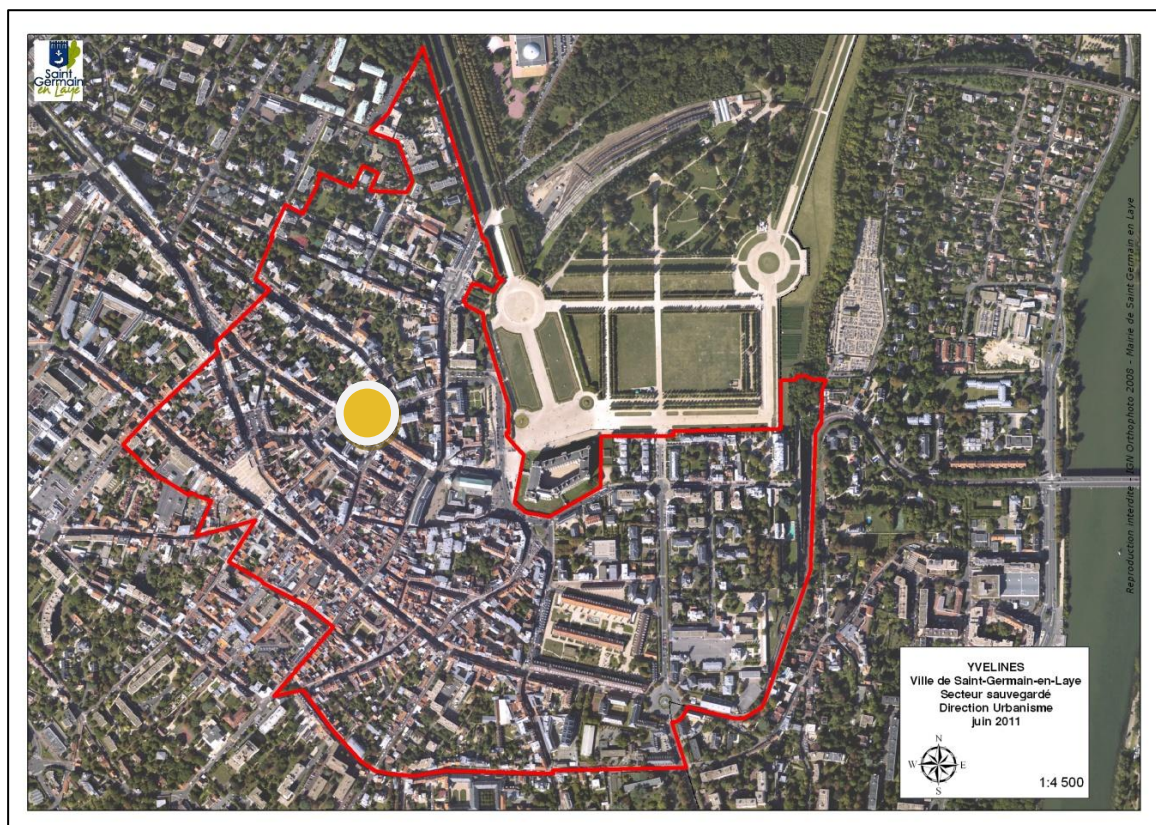 Saint
Germain
en Laye
Reproduction interdite - IGN Orthophoto 2008 - Mairie de Saint Germain en Laye
YVELINES
Ville de Saint-Germain-en-Laye
Secteur sauvegardé
Direction Urbanisme
juin 2011
N
W E
S
1:4 500